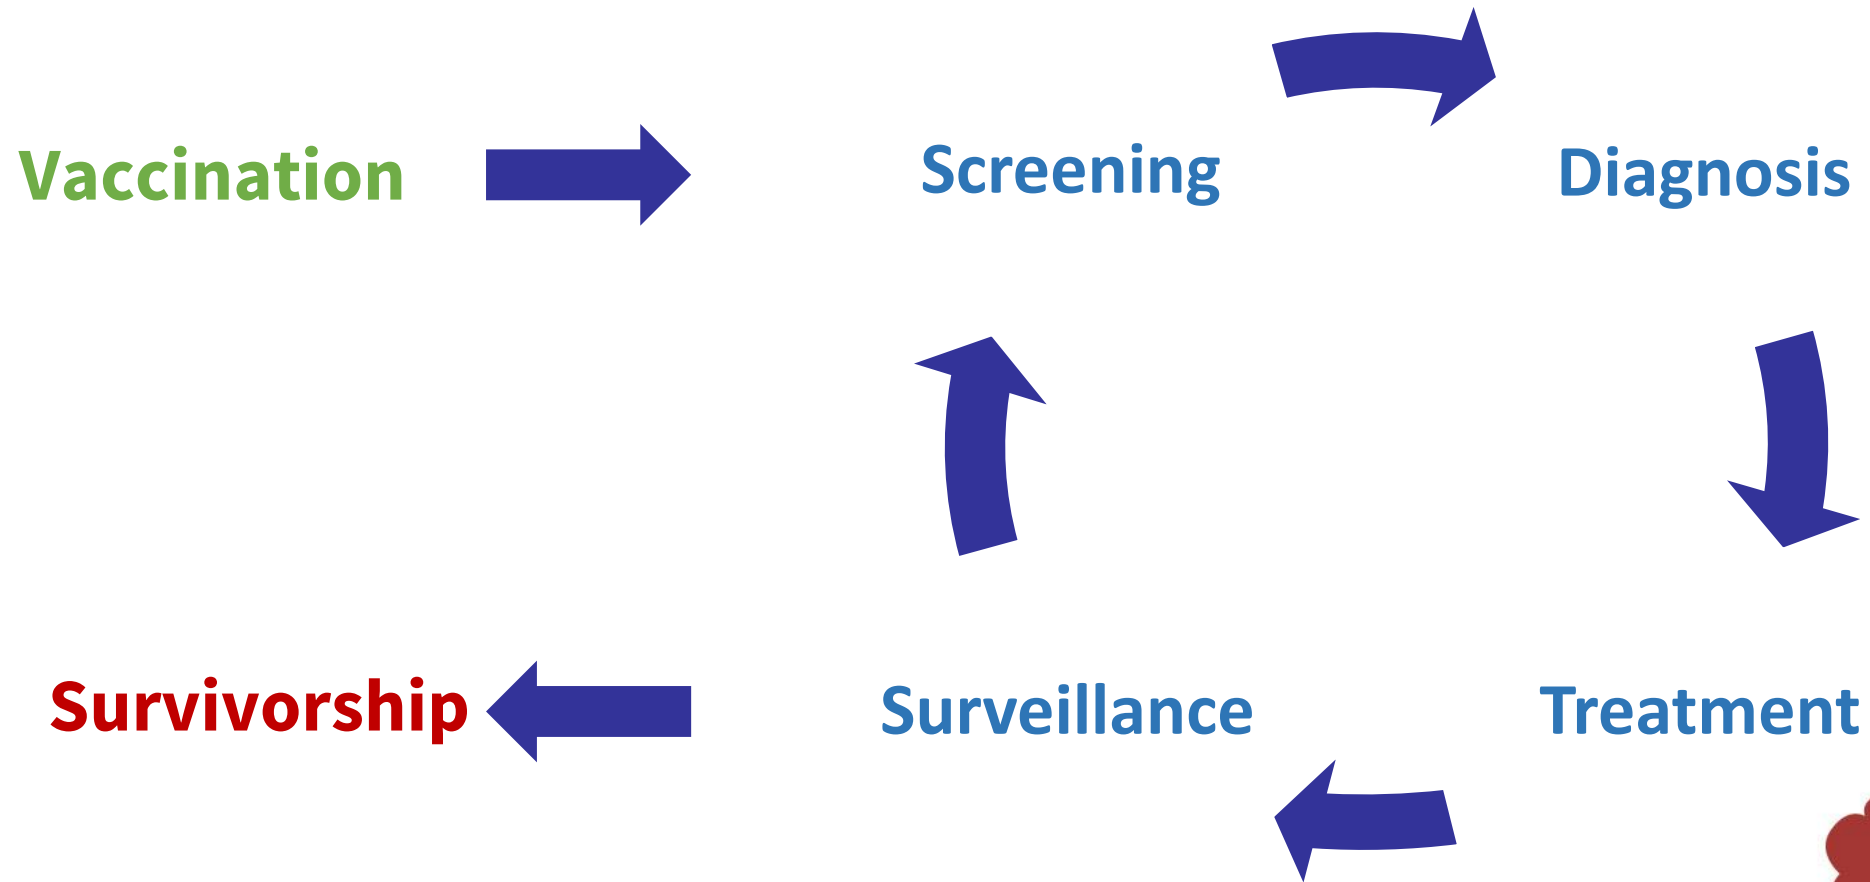 Vaccination
Screening
Diagnosis
Survivorship
Surveillance
Treatment